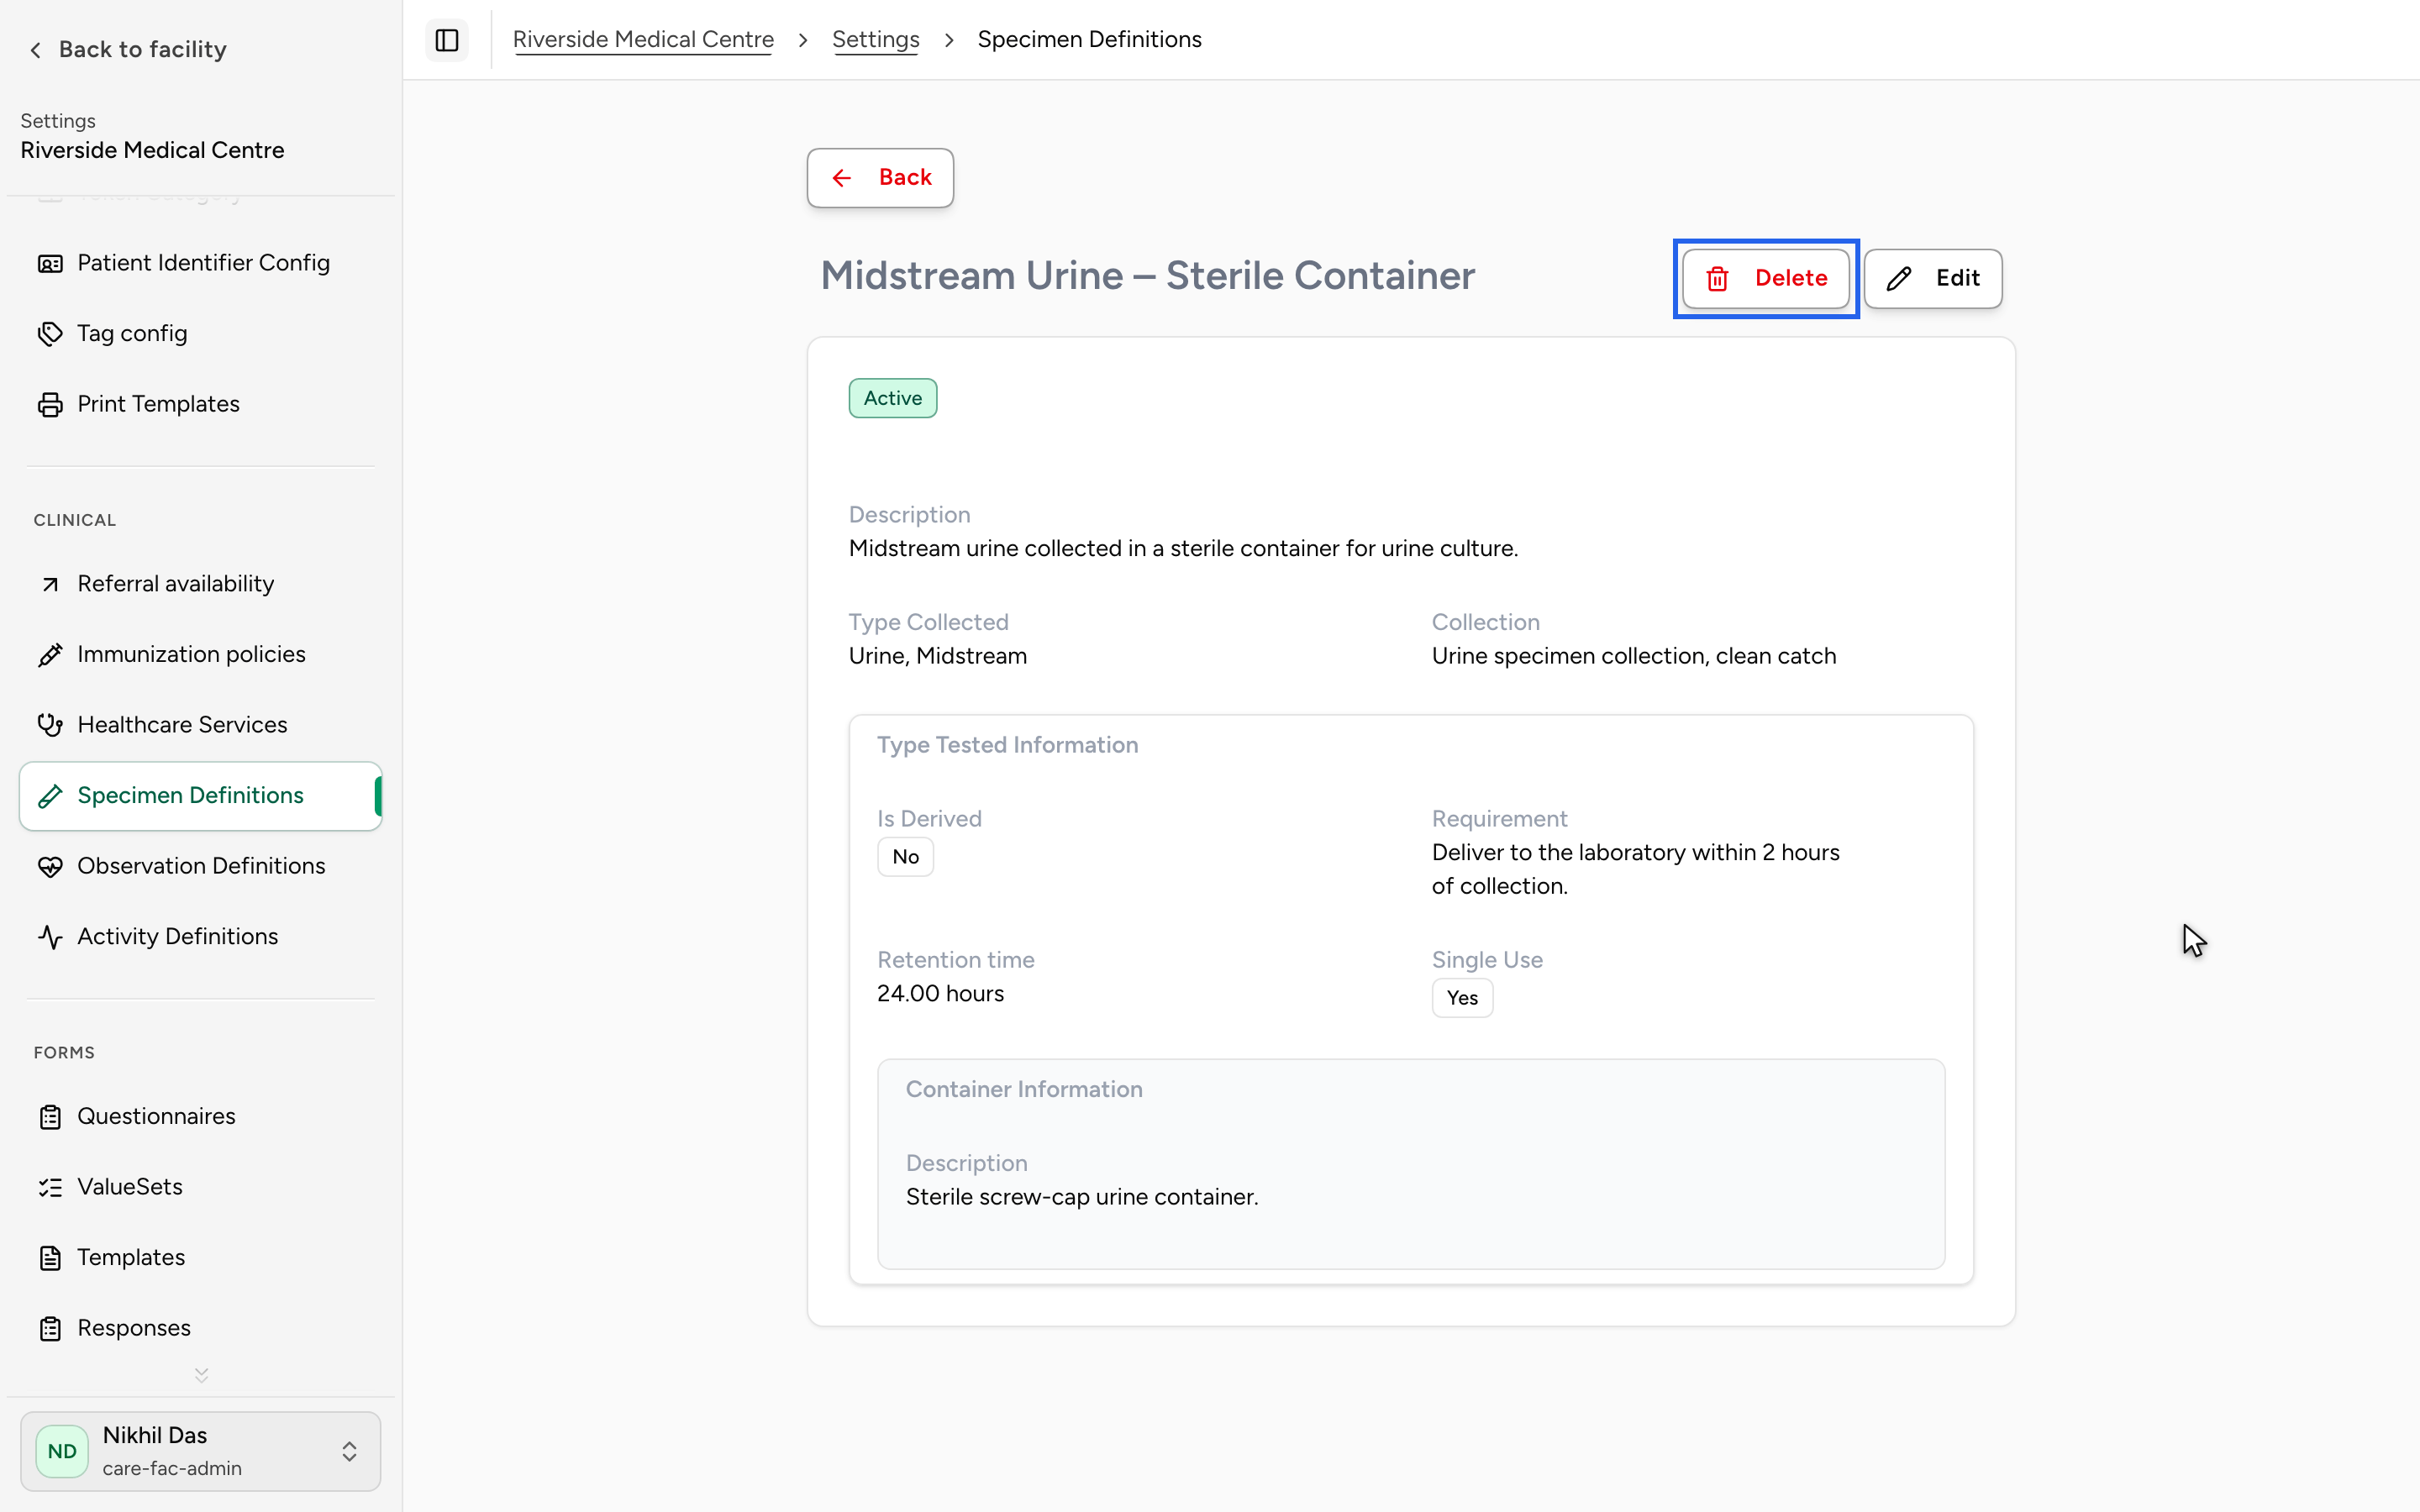 Back to facility
Settings
Riverside Medical Centre
Patient Identifier Config
Tag config
Print Templates
CLINICAL
Referral availability
Immunization policies
Healthcare Services
Specimen Definitions
Observation Definitions
Activity Definitions
FORMS
Questionnaires
ValueSets
Templates
Responses
ND
Nikhil Das
care-fac-admin
Riverside Medical Centre > Settings > Specimen Definitions
Back
Midstream Urine – Sterile Container
Delete
Edit
Active
Description
Midstream urine collected in a sterile container for urine culture.
Type Collected
Urine, Midstream
Collection
Urine specimen collection, clean catch
Type Tested Information
Is Derived
No
Requirement
Deliver to the laboratory within 2 hours
of collection.
Retention time
24.00 hours
Single Use
Yes
Container Information
Description
Sterile screw-cap urine container.